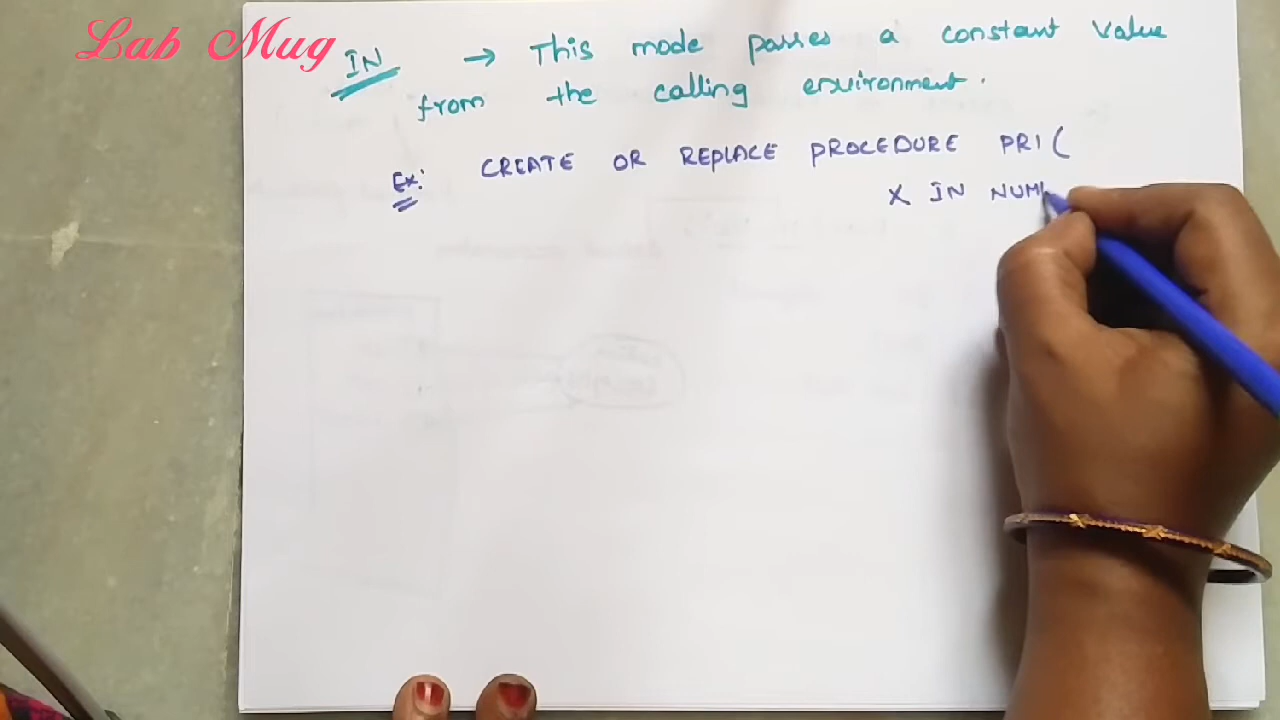 Lab Mug
IN → This mode passes a constant value
from the calling environment.
Ex: CREATE OR REPLACE PROCEDURE PR1 (
X IN NUM